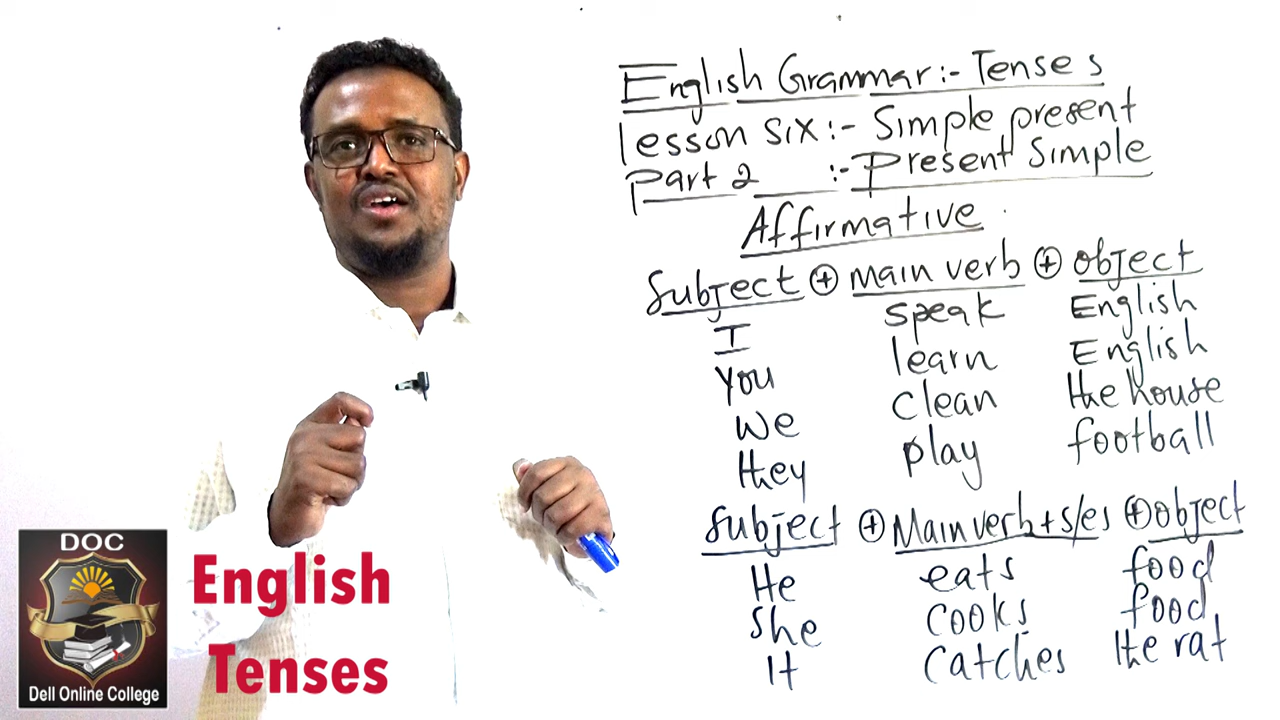 English Grammar:- Tenses
lesson six:- Simple present
Part 2 :- Present Simple
Affirmative
Subject + main verb + object
I speak English
you learn English
We clean the house
they play football
Subject + Main verb + s/es + object
He eats food
She cooks food
It catches the rat
DOC
Dell Online College
English
Tenses